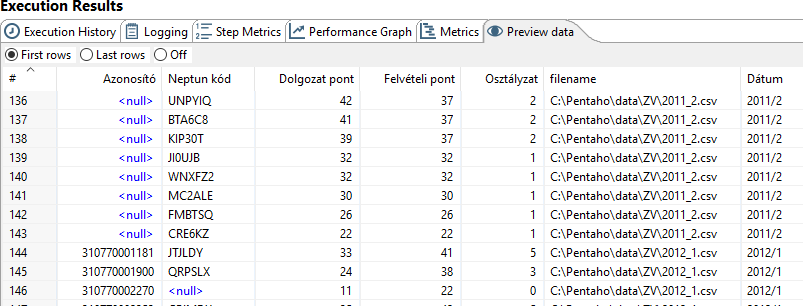 Execution Results
Execution History Logging Step Metrics Performance Graph Metrics Preview data
First rows Last rows Off
# Azonosító Neptun kód Dolgozat pont Felvételi pont Osztályzat filename Dátum
136 <null> UNPYIQ 42 37 2 C:\Pentaho\data\ZV\2011_2.csv 2011/2
137 <null> BTA6C8 41 37 2 C:\Pentaho\data\ZV\2011_2.csv 2011/2
138 <null> KIP30T 39 37 2 C:\Pentaho\data\ZV\2011_2.csv 2011/2
139 <null> JI0UJB 32 32 1 C:\Pentaho\data\ZV\2011_2.csv 2011/2
140 <null> WNXFZ2 32 32 1 C:\Pentaho\data\ZV\2011_2.csv 2011/2
141 <null> MC2ALE 30 30 1 C:\Pentaho\data\ZV\2011_2.csv 2011/2
142 <null> FMBTSQ 26 26 1 C:\Pentaho\data\ZV\2011_2.csv 2011/2
143 <null> CRE6KZ 22 22 1 C:\Pentaho\data\ZV\2011_2.csv 2011/2
144 310770001181 JTJLDY 33 41 5 C:\Pentaho\data\ZV\2012_1.csv 2012/1
145 310770001900 QRPSLX 24 38 3 C:\Pentaho\data\ZV\2012_1.csv 2012/1
146 310770002270 <null> 11 22 0 C:\Pentaho\data\ZV\2012_1.csv 2012/1